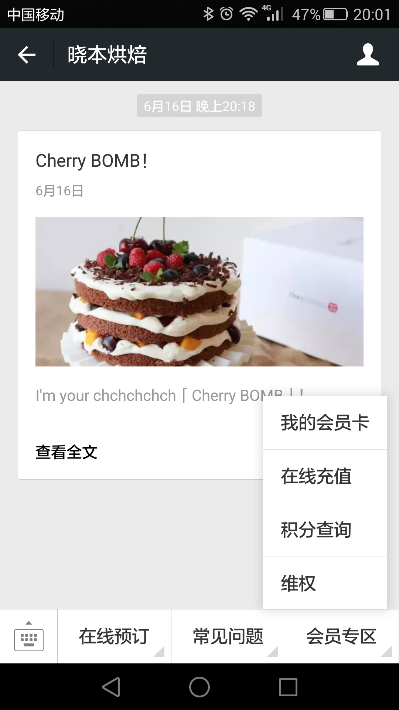 中国移动
4G
47%
20:01
晓本烘焙
6月16日 晚上20:18
Cherry BOMB!
6月16日
I'm your chchchchch「 Cherry BOMB 」!
查看全文
我的会员卡
在线充值
积分查询
维权
在线预订
常见问题
会员专区